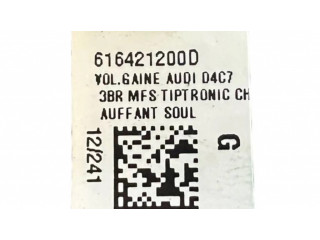 616421200D
VOL.GAINE AUDI D4C7
3BR MFS TIPTRONIC CH
AUFFANT SOUL
12/241
G